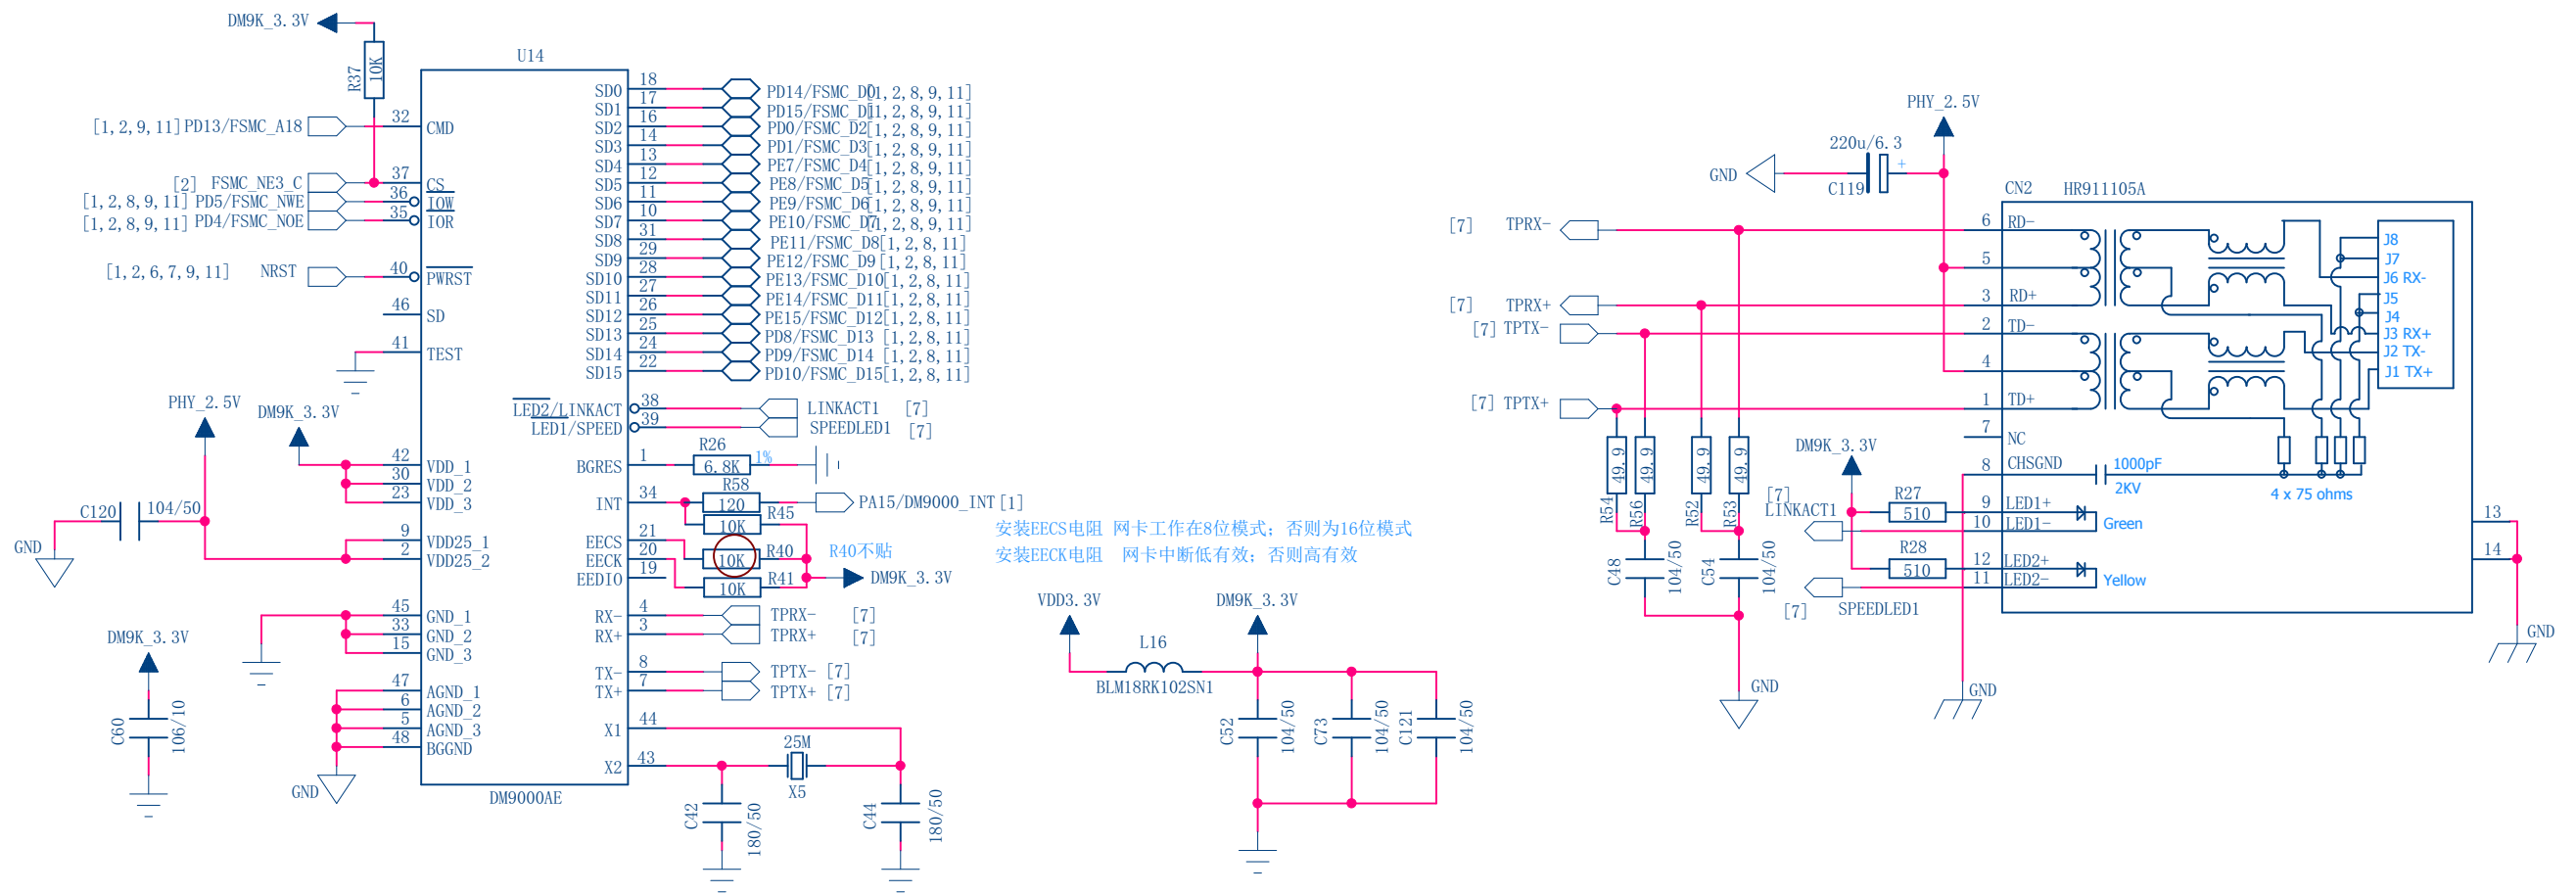 DM9K_3.3V
R37
10K
U14
[1,2,9,11] PD13/FSMC_A18
32
CMD
[2] FSMC_NE3_C
37
CS
[1,2,8,9,11] PD5/FSMC_NWE
36
IOW
[1,2,8,9,11] PD4/FSMC_NOE
35
IOR
[1,2,6,7,9,11] NRST
40
PWRST
46
SD
41
TEST
PHY_2.5V
DM9K_3.3V
42
VDD_1
30
VDD_2
23
VDD_3
C120
104/50
GND
9
VDD25_1
2
VDD25_2
45
GND_1
33
GND_2
15
GND_3
DM9K_3.3V
C60
106/10
47
AGND_1
6
AGND_2
5
AGND_3
48
BGGND
GND
DM9000AE
SD0 18 PD14/FSMC_D0[1,2,8,9,11]
SD1 17 PD15/FSMC_D1[1,2,8,9,11]
SD2 16 PD0/FSMC_D2[1,2,8,9,11]
SD3 14 PD1/FSMC_D3[1,2,8,9,11]
SD4 13 PE7/FSMC_D4[1,2,8,9,11]
SD5 12 PE8/FSMC_D5[1,2,8,9,11]
SD6 11 PE9/FSMC_D6[1,2,8,9,11]
SD7 10 PE10/FSMC_D7[1,2,8,9,11]
SD8 31 PE11/FSMC_D8[1,2,8,11]
SD9 29 PE12/FSMC_D9[1,2,8,11]
SD10 28 PE13/FSMC_D10[1,2,8,11]
SD11 27 PE14/FSMC_D11[1,2,8,11]
SD12 26 PE15/FSMC_D12[1,2,8,11]
SD13 25 PD8/FSMC_D13 [1,2,8,11]
SD14 24 PD9/FSMC_D14 [1,2,8,11]
SD15 22 PD10/FSMC_D15[1,2,8,11]
LED2/LINKACT 38 LINKACT1 [7]
LED1/SPEED 39 SPEEDLED1 [7]
BGRES 1 R26 6.8K 1%
INT 34 R58 120 PA15/DM9000_INT[1]
R45 10K
EECS 21
EECK 20
R40 10K R40不贴
EEDIO 19
R41 10K DM9K_3.3V
RX- 4 TPRX- [7]
RX+ 3 TPRX+ [7]
TX- 8 TPTX- [7]
TX+ 7 TPTX+ [7]
X1 44
X2 43
25M
X5
C42
180/50
C44
180/50
安装EECS电阻 网卡工作在8位模式；否则为16位模式
安装EECK电阻 网卡中断低有效；否则高有效
VDD3.3V
DM9K_3.3V
L16
BLM18RK102SN1
C52
104/50
C73
104/50
C121
104/50
PHY_2.5V
220u/6.3
+
GND
C119
CN2
HR911105A
[7] TPRX-
6
RD-
5
[7] TPRX+
3
RD+
[7] TPTX-
2
TD-
4
[7] TPTX+
1
TD+
7
NC
J8
J7
J6 RX-
J5
J4
J3 RX+
J2 TX-
J1 TX+
R54
49.9
R56
49.9
R52
49.9
R53
49.9
C48
104/50
C54
104/50
GND
DM9K_3.3V
8
CHSGND
1000pF
2KV
4 x 75 ohms
[7]
LINKACT1
R27
510
9
LED1+
10
LED1-
Green
R28
510
12
LED2+
11
LED2-
Yellow
[7] SPEEDLED1
GND
13
14
GND